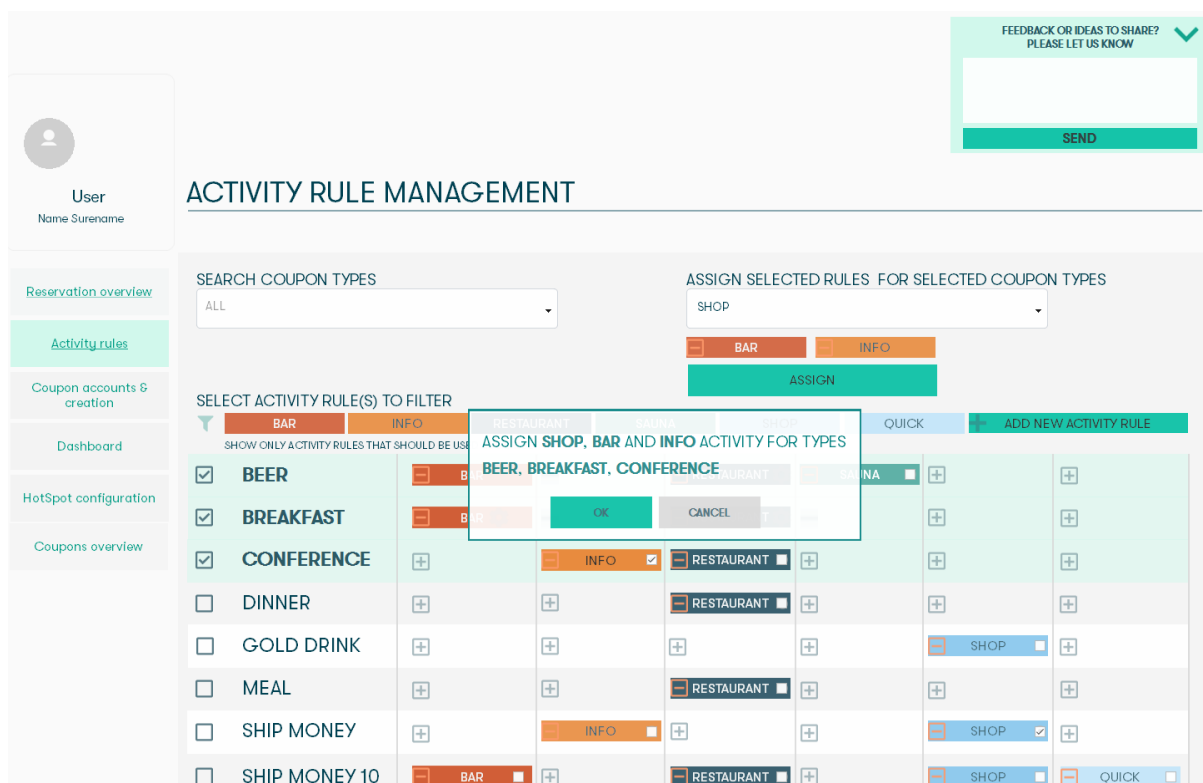 FEEDBACK OR IDEAS TO SHARE?
PLEASE LET US KNOW
SEND
User
Name Surename
ACTIVITY RULE MANAGEMENT
Reservation overview
Activity rules
Coupon accounts &
creation
Dashboard
HotSpot configuration
Coupons overview
SEARCH COUPON TYPES
ALL
ASSIGN SELECTED RULES FOR SELECTED COUPON TYPES
SHOP
BAR INFO
ASSIGN
SELECT ACTIVITY RULE(S) TO FILTER
BAR INFO RESTAURANT SAUNA SHOP QUICK ADD NEW ACTIVITY RULE
SHOW ONLY ACTIVITY RULES THAT SHOULD BE USE
ASSIGN SHOP, BAR AND INFO ACTIVITY FOR TYPES
BEER, BREAKFAST, CONFERENCE
OK CANCEL
BEER BAR RESTAURANT SAUNA
BREAKFAST BAR
CONFERENCE INFO RESTAURANT
DINNER RESTAURANT
GOLD DRINK SHOP
MEAL RESTAURANT
SHIP MONEY INFO SHOP
SHIP MONEY 10 BAR RESTAURANT SHOP QUICK